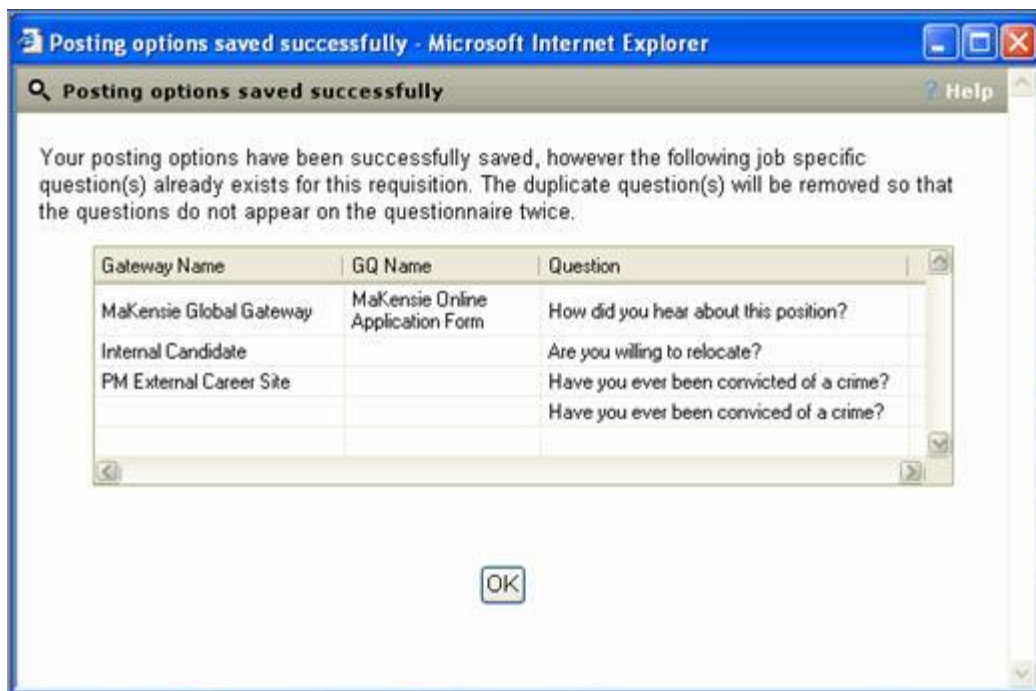 Posting options saved successfully - Microsoft Internet Explorer
Posting options saved successfully ? Help
Your posting options have been successfully saved, however the following job specific
question(s) already exists for this requisition. The duplicate question(s) will be removed so that
the questions do not appear on the questionnaire twice.
Gateway Name GQ Name Question
MaKensie Global Gateway MaKensie Online Application Form How did you hear about this position?
Internal Candidate Are you willing to relocate?
PM External Career Site Have you ever been convicted of a crime?
Have you ever been conviced of a crime?
OK